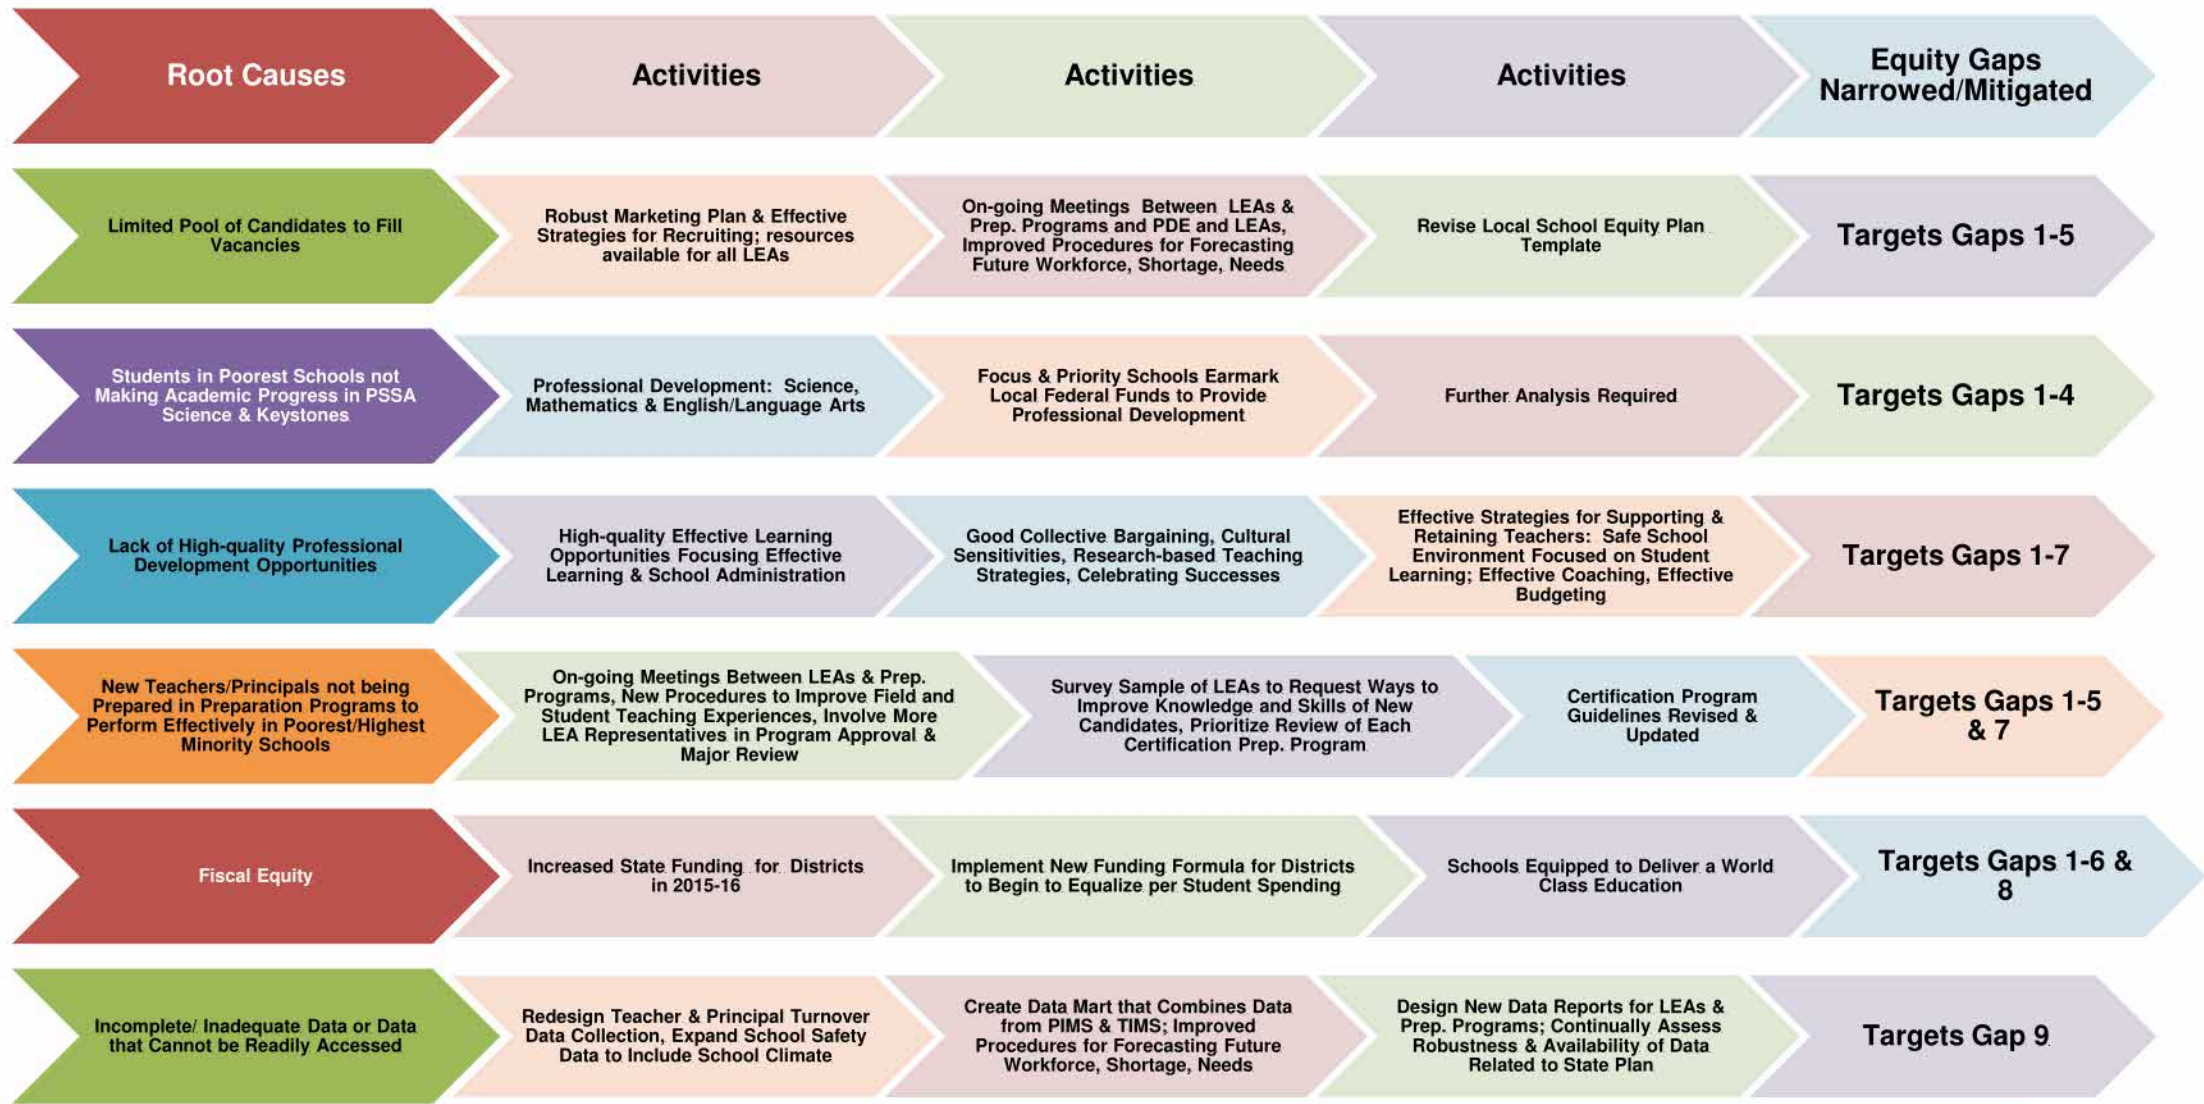 Root Causes
Activities
Activities
Activities
Equity Gaps
Narrowed/Mitigated
Limited Pool of Candidates to Fill
Vacancies
Robust Marketing Plan & Effective
Strategies for Recruiting; resources
available for all LEAs
On-going Meetings Between LEAs &
Prep. Programs and PDE and LEAs,
Improved Procedures for Forecasting
Future Workforce, Shortage, Needs
Revise Local School Equity Plan
Template
Targets Gaps 1-5
Students in Poorest Schools not
Making Academic Progress in PSSA
Science & Keystones
Professional Development: Science,
Mathematics & English/Language Arts
Focus & Priority Schools Earmark
Local Federal Funds to Provide
Professional Development
Further Analysis Required
Targets Gaps 1-4
Lack of High-quality Professional
Development Opportunities
High-quality Effective Learning
Opportunities Focusing Effective
Learning & School Administration
Good Collective Bargaining, Cultural
Sensitivities, Research-based Teaching
Strategies, Celebrating Successes
Effective Strategies for Supporting &
Retaining Teachers: Safe School
Environment Focused on Student
Learning; Effective Coaching, Effective
Budgeting
Targets Gaps 1-7
New Teachers/Principals not being
Prepared in Preparation Programs to
Perform Effectively in Poorest/Highest
Minority Schools
On-going Meetings Between LEAs & Prep.
Programs, New Procedures to Improve Field and
Student Teaching Experiences, Involve More
LEA Representatives in Program Approval &
Major Review
Survey Sample of LEAs to Request Ways to
Improve Knowledge and Skills of New
Candidates, Prioritize Review of Each
Certification Prep. Program
Certification Program
Guidelines Revised &
Updated
Targets Gaps 1-5
& 7
Fiscal Equity
Increased State Funding for Districts
in 2015-16
Implement New Funding Formula for Districts
to Begin to Equalize per Student Spending
Schools Equipped to Deliver a World
Class Education
Targets Gaps 1-6 &
8
Incomplete/ Inadequate Data or Data
that Cannot be Readily Accessed
Redesign Teacher & Principal Turnover
Data Collection, Expand School Safety
Data to Include School Climate
Create Data Mart that Combines Data
from PIMS & TIMS; Improved
Procedures for Forecasting Future
Workforce, Shortage, Needs
Design New Data Reports for LEAs &
Prep. Programs; Continually Assess
Robustness & Availability of Data
Related to State Plan
Targets Gap 9